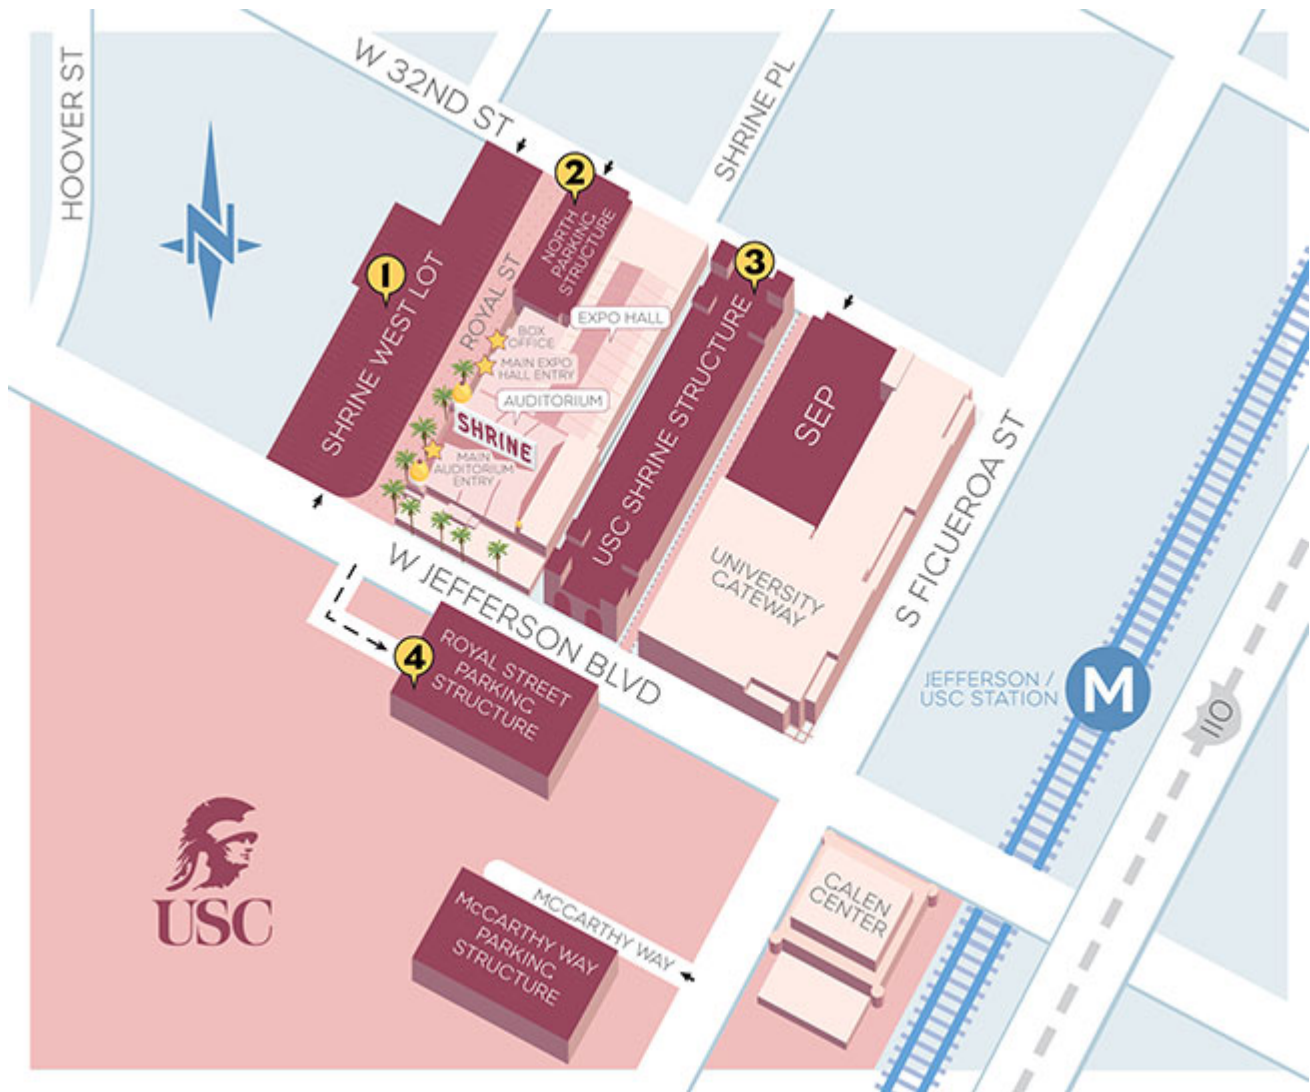 HOOVER ST
W 32ND ST
SHRINE PL
N
1
SHRINE WEST LOT
ROYAL ST
2
NORTH
PARKING
STRUCTURE
3
USC SHRINE STRUCTURE
EXPO HALL
BOX
OFFICE
MAIN EXPO
HALL ENTRY
AUDITORIUM
SHRINE
MAIN
AUDITORIUM
ENTRY
SEP
UNIVERSITY
GATEWAY
S FIGUEROA ST
W JEFFERSON BLVD
4
ROYAL STREET
PARKING
STRUCTURE
JEFFERSON /
USC STATION
M
110
USC
MCCARTHY WAY
PARKING
STRUCTURE
MCCARTHY WAY
GALEN
CENTER